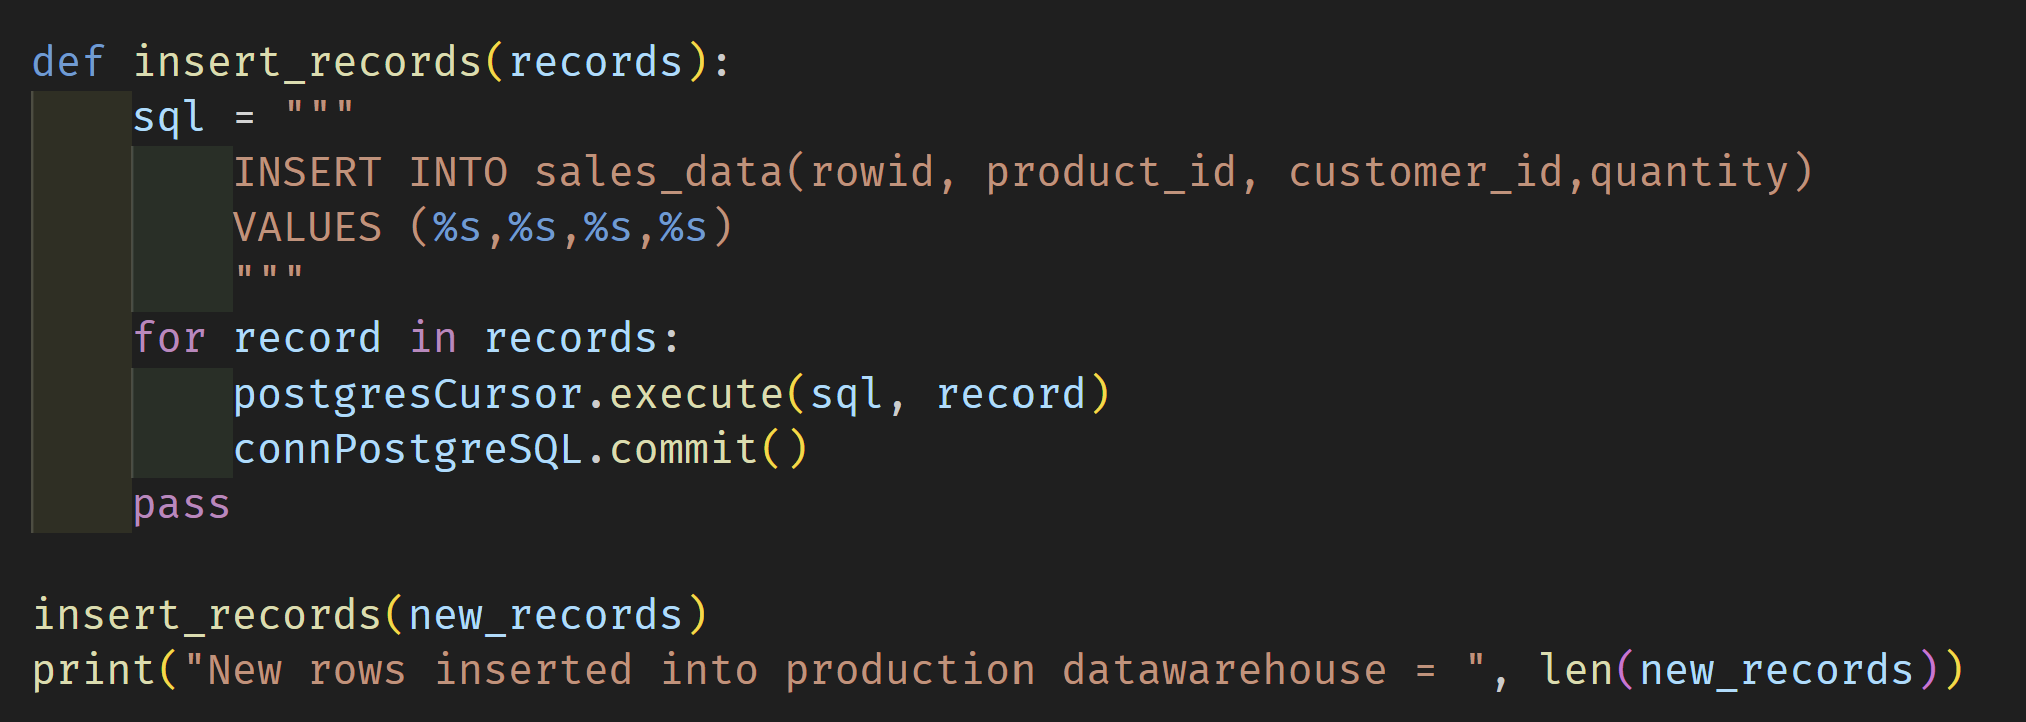 def insert_records(records):
    sql = """
        INSERT INTO sales_data(rowid, product_id, customer_id,quantity)
        VALUES (%s,%s,%s,%s)
        """
    for record in records:
        postgresCursor.execute(sql, record)
        connPostgreSQL.commit()
    pass

insert_records(new_records)
print("New rows inserted into production datawarehouse = ", len(new_records))